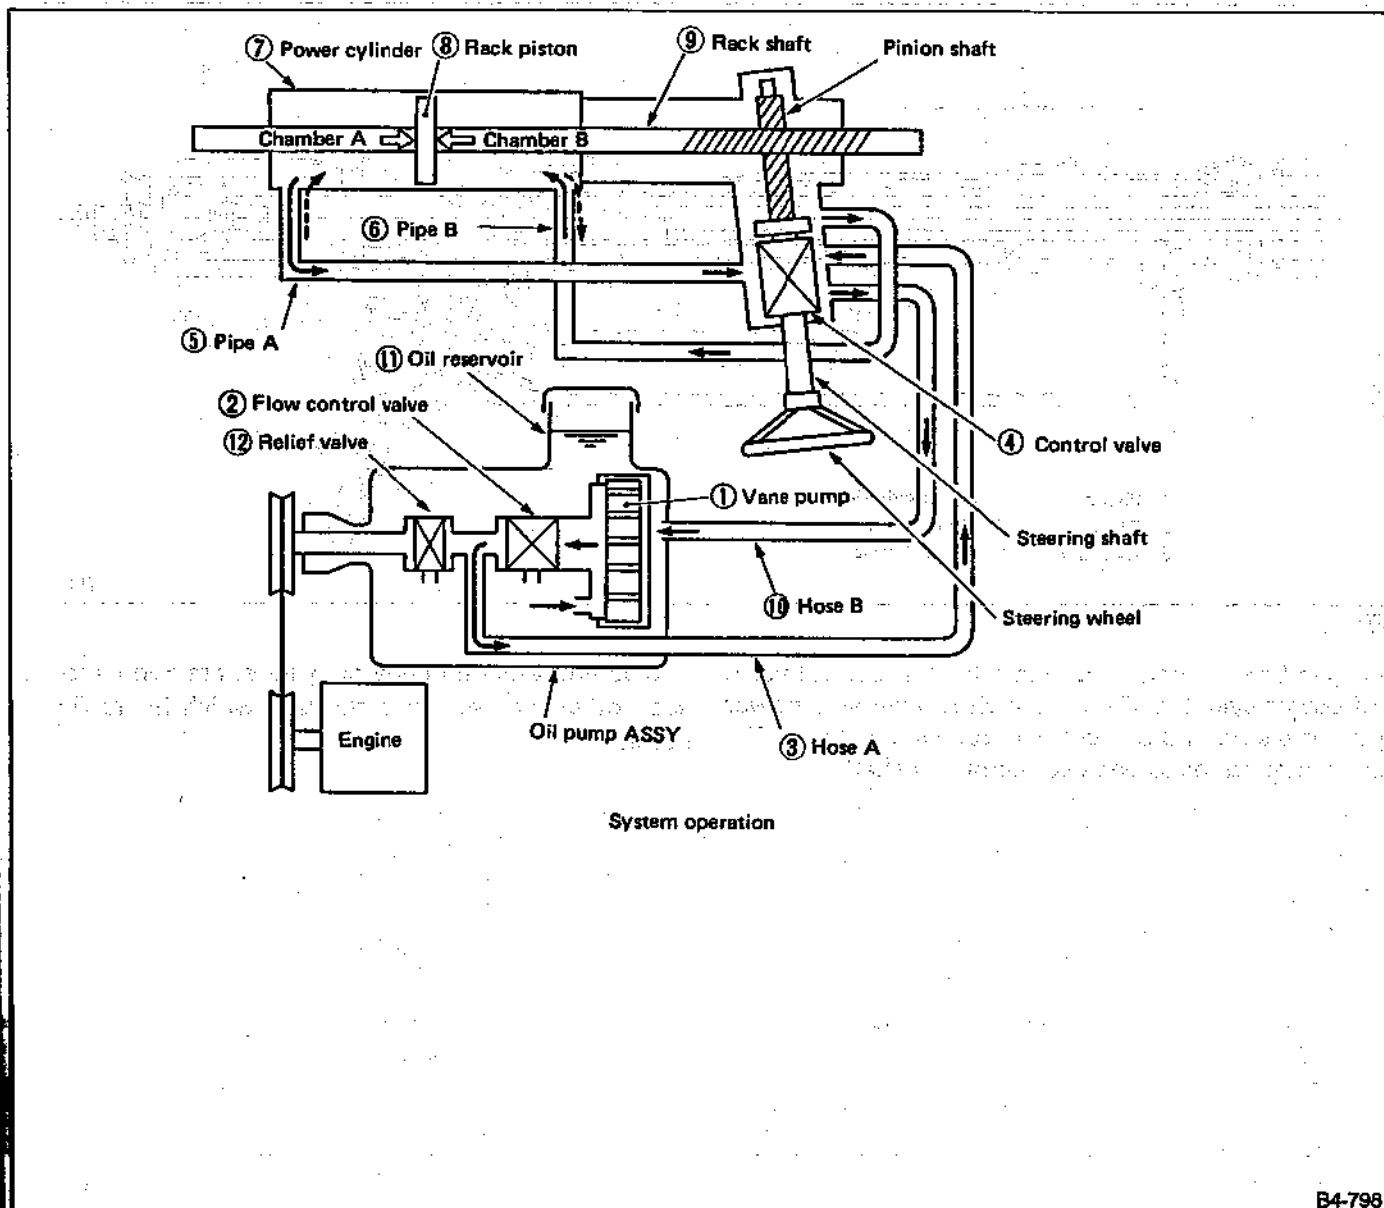 ⑦ Power cylinder ⑧ Rack piston
⑨ Rack shaft
Pinion shaft
Chamber A
Chamber B
⑥ Pipe B
⑤ Pipe A
⑪ Oil reservoir
② Flow control valve
⑫ Relief valve
④ Control valve
① Vane pump
Steering shaft
⑩ Hose B
Steering wheel
Oil pump ASSY
③ Hose A
Engine
System operation
B4-798